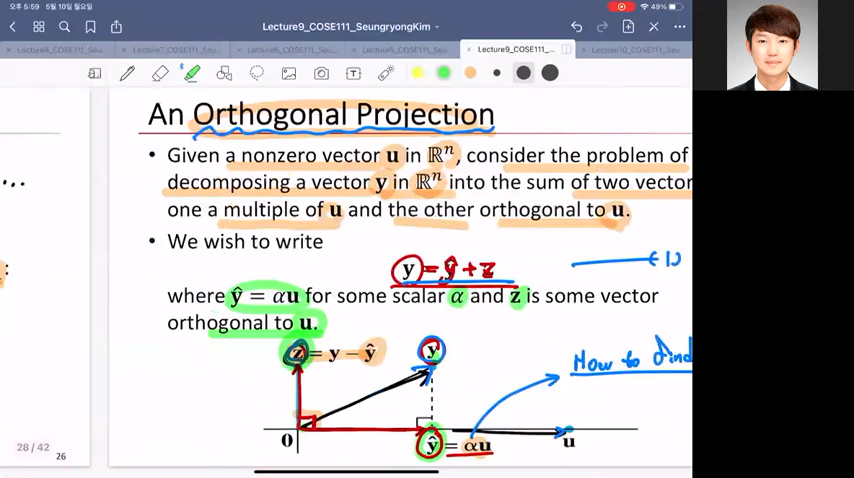 오후 5:59 5월 10일 월요일
49%
Lecture9_COSE111_SeungryongKim
Lecture8_COSE111_Seu
Lecture7_COSE111_Seu
Lecture9_COSE111_
Lecture10_COSE111_Seu
An Orthogonal Projection
• Given a nonzero vector u in ℝⁿ, consider the problem of
decomposing a vector y in ℝⁿ into the sum of two vector
one a multiple of u and the other orthogonal to u.
• We wish to write
y = ŷ + z
where ŷ = αu for some scalar α and z is some vector
orthogonal to u.
z = y − ŷ
y
How to find
0
ŷ = αu
u
28 / 42
26